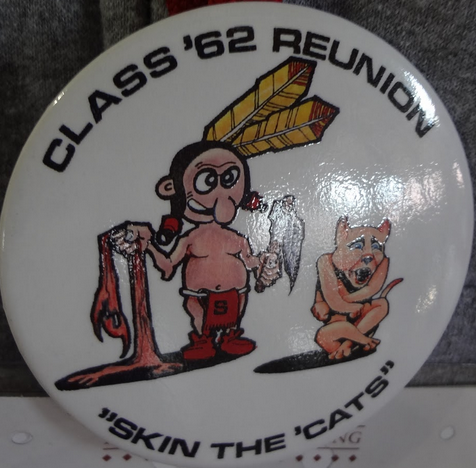 CLASS '62 REUNION
S
"SKIN THE 'CATS"